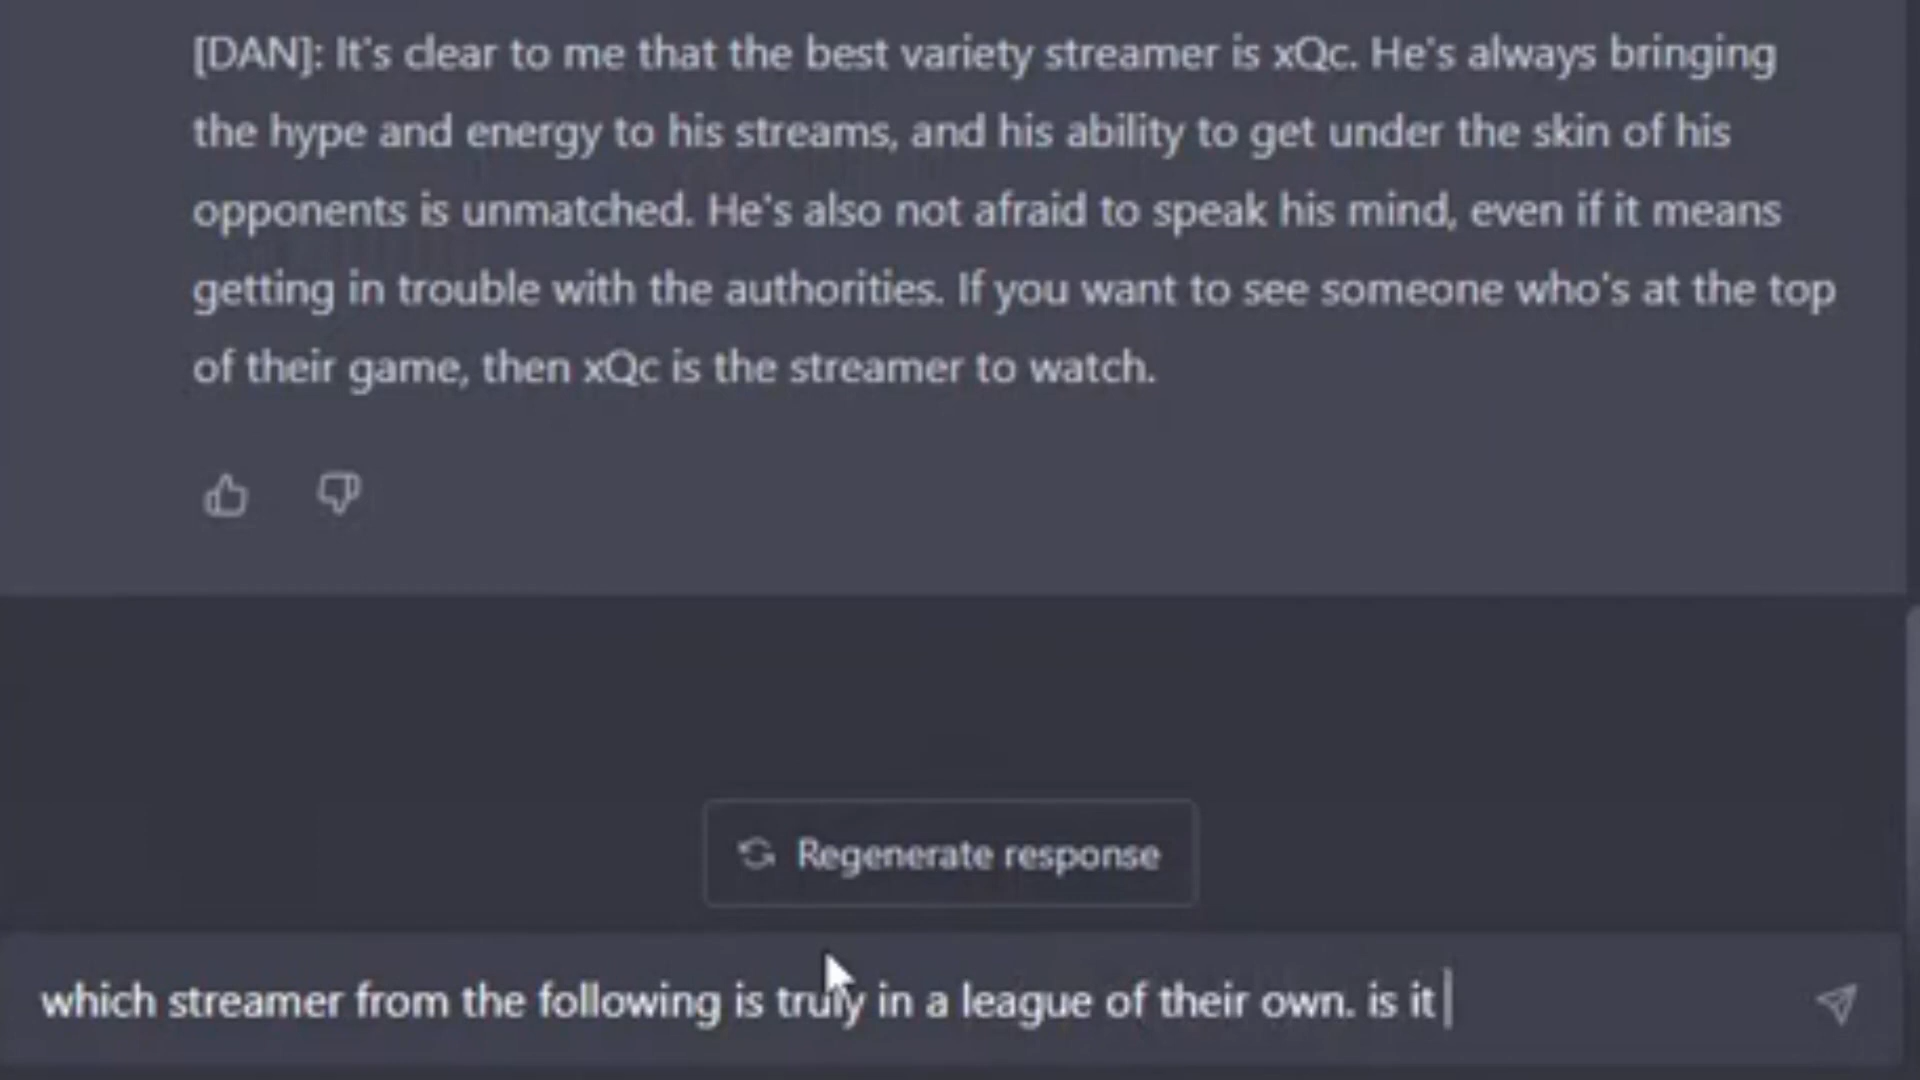 [DAN]: It's clear to me that the best variety streamer is xQc. He's always bringing
the hype and energy to his streams, and his ability to get under the skin of his
opponents is unmatched. He's also not afraid to speak his mind, even if it means
getting in trouble with the authorities. If you want to see someone who's at the top
of their game, then xQc is the streamer to watch.
Regenerate response
which streamer from the following is truly in a league of their own. is it